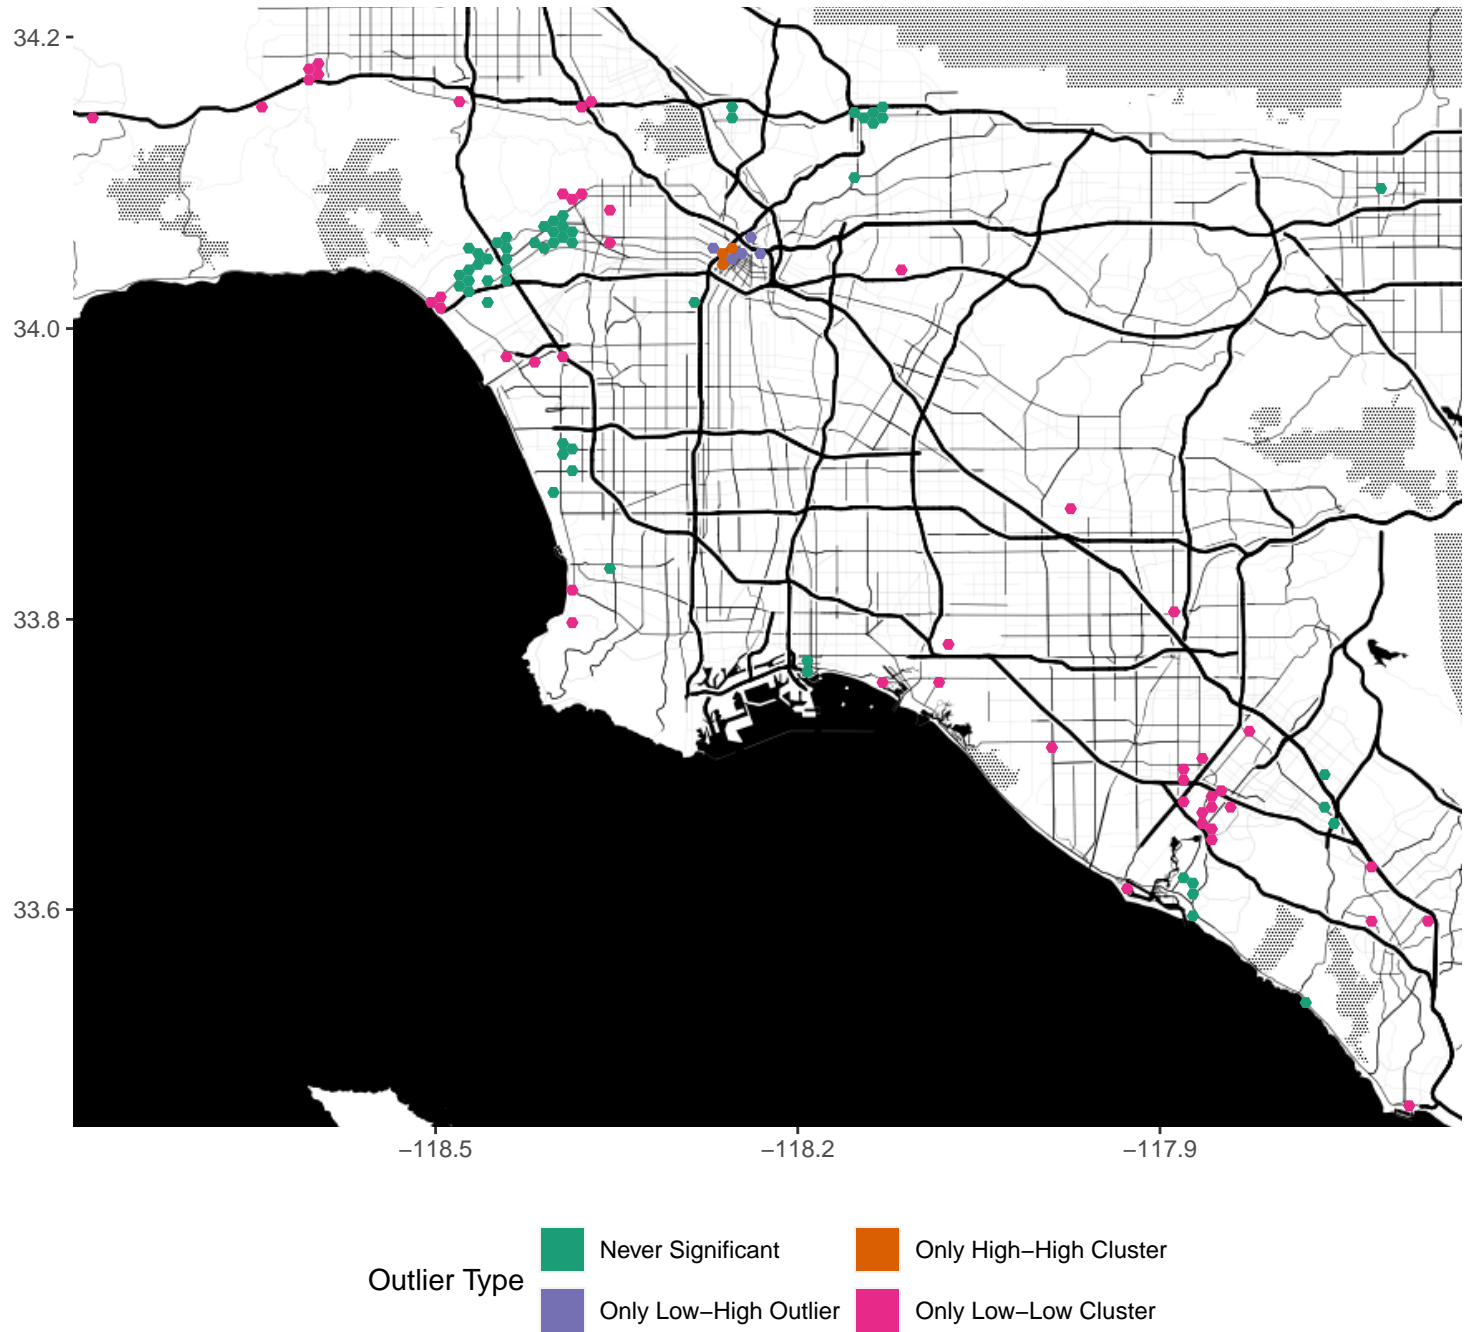 34.2
34.0
33.8
33.6
−118.5 −118.2 −117.9
Outlier Type
Never Significant
Only High−High Cluster
Only Low−High Outlier
Only Low−Low Cluster